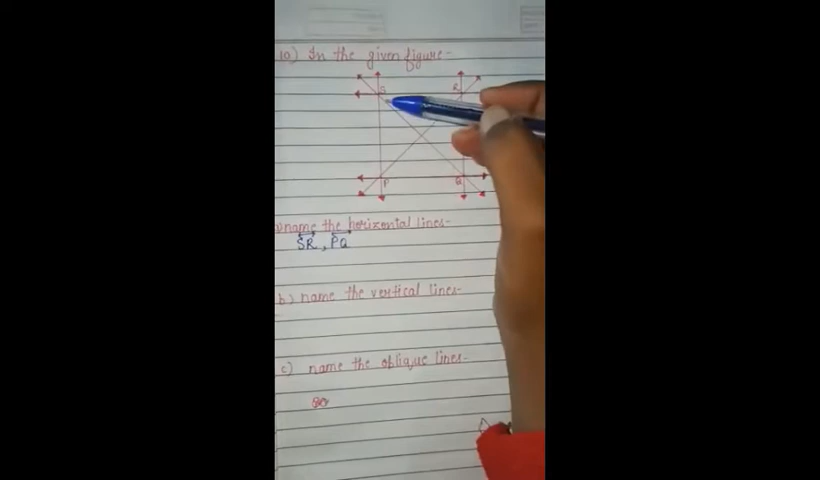 10) In the given figure-
S R
P Q
name the horizontal lines-
SR, PQ
b) name the vertical lines-
c) name the oblique lines-